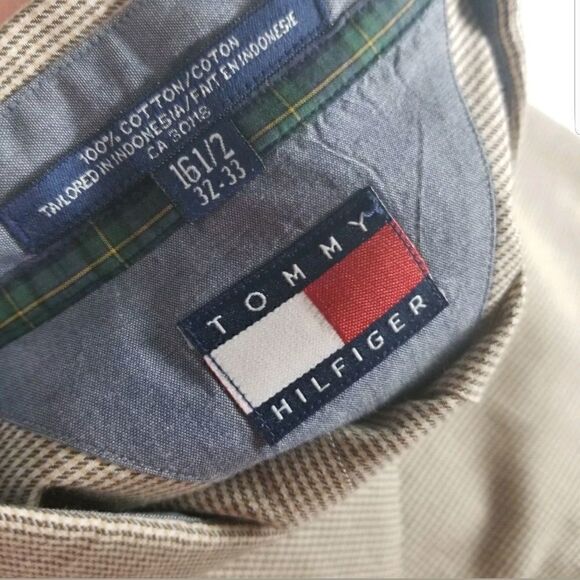 100% COTTON/COTON
TAILORED IN INDONESIA/FAIT EN INDONESIE
CA 30118
16 1/2
32-33
TOMMY
HILFIGER